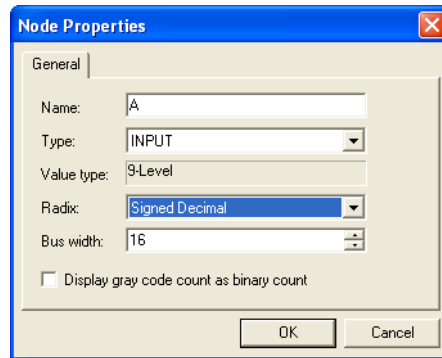 Node Properties
General
Name: A
Type: INPUT
Value type: 9-Level
Radix: Signed Decimal
Bus width: 16
Display gray code count as binary count
OK Cancel